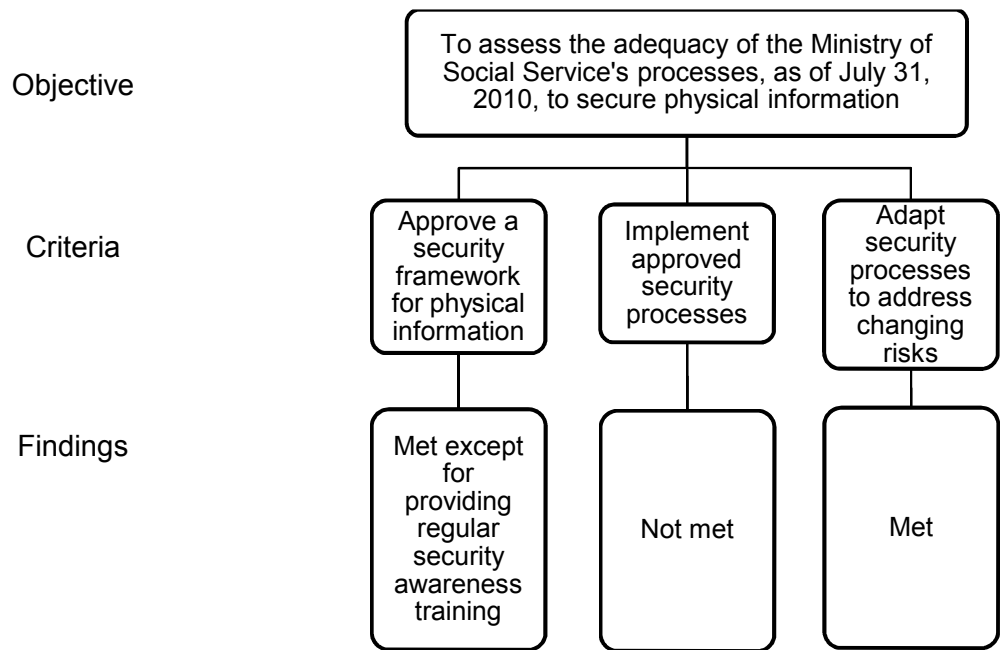 Objective
To assess the adequacy of the Ministry of
Social Service's processes, as of July 31,
2010, to secure physical information
Criteria
Approve a
security
framework
for physical
information
Implement
approved
security
processes
Adapt
security
processes
to address
changing
risks
Findings
Met except
for
providing
regular
security
awareness
training
Not met
Met